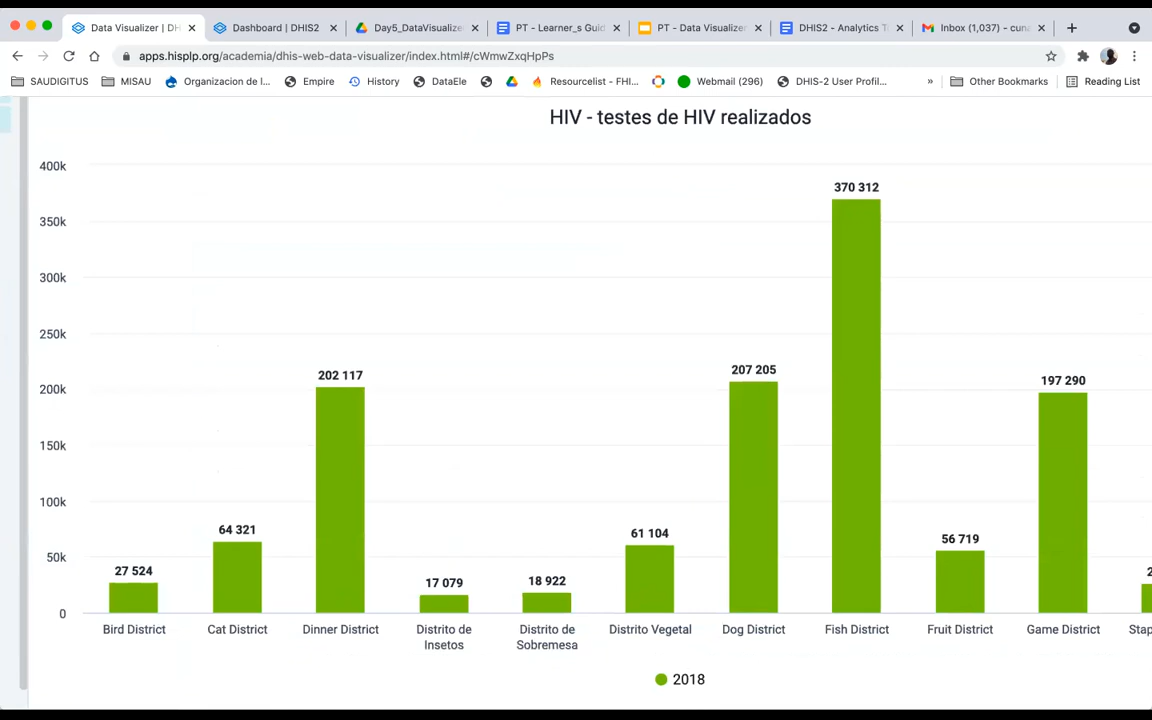 Data Visualizer | DH
Dashboard | DHIS2
Day5_DataVisualize
PT - Learner_s Guid
PT - Data Visualizer
DHIS2 - Analytics T
Inbox (1,037) - cun
apps.hisplp.org/academia/dhis-web-data-visualizer/index.html#/cWmwZxqHpPs
SAUDIGITUS
MISAU
Organizacion de l...
Empire
History
DataEle
Resourcelist - FHI...
Webmail (296)
DHIS-2 User Profil...
»
Other Bookmarks
Reading List
HIV - testes de HIV realizados
400k
350k
300k
250k
200k
150k
100k
50k
0
27 524
64 321
202 117
17 079
18 922
61 104
207 205
370 312
56 719
197 290
2
Bird District
Cat District
Dinner District
Distrito de
Insetos
Distrito de
Sobremesa
Distrito Vegetal
Dog District
Fish District
Fruit District
Game District
Stap
2018